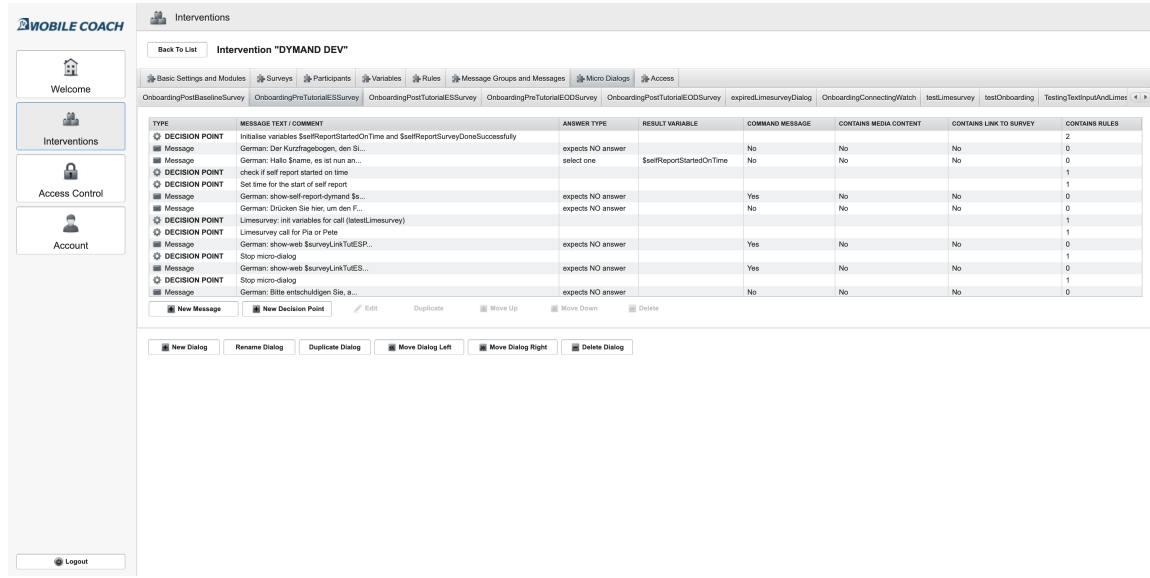 MOBILE COACH
Interventions
Back To List Intervention "DYMAND DEV"
Welcome
Interventions
Access Control
Account
Logout
Basic Settings and Modules Surveys Participants Variables Rules Message Groups and Messages Micro Dialogs Access
OnboardingPostBaselineSurvey OnboardingPreTutorialESSurvey OnboardingPostTutorialESSurvey OnboardingPreTutorialEODSurvey OnboardingPostTutorialEODSurvey expiredLimesurveyDialog OnboardingConnectingWatch testLimesurvey testOnboarding TestingTextInputAndLimes
TYPE MESSAGE TEXT / COMMENT ANSWER TYPE RESULT VARIABLE COMMAND MESSAGE CONTAINS MEDIA CONTENT CONTAINS LINK TO SURVEY CONTAINS RULES
DECISION POINT Initialise variables $selfReportStartedOnTime and $selfReportSurveyDoneSuccessfully 2
Message German: Der Kurzfragebogen, den Si... expects NO answer No No No 0
Message German: Hallo $name, es ist nun an... select one $selfReportStartedOnTime No No No 0
DECISION POINT check if self report started on time 1
DECISION POINT Set time for the start of self report 1
Message German: show-self-report-dymand $s... expects NO answer Yes No No 0
Message German: Drücken Sie hier, um den F... expects NO answer No No No 0
DECISION POINT Limesurvey: init variables for call (latestLimesurvey) 1
DECISION POINT Limesurvey call for Pia or Pete 1
Message German: show-web $surveyLinkTutESP... expects NO answer Yes No No 0
DECISION POINT Stop micro-dialog 1
Message German: show-web $surveyLinkTutES... expects NO answer Yes No No 0
DECISION POINT Stop micro-dialog 1
Message German: Bitte entschuldigen Sie, a... expects NO answer No No No 0
New Message New Decision Point Edit Duplicate Move Up Move Down Delete
New Dialog Rename Dialog Duplicate Dialog Move Dialog Left Move Dialog Right Delete Dialog